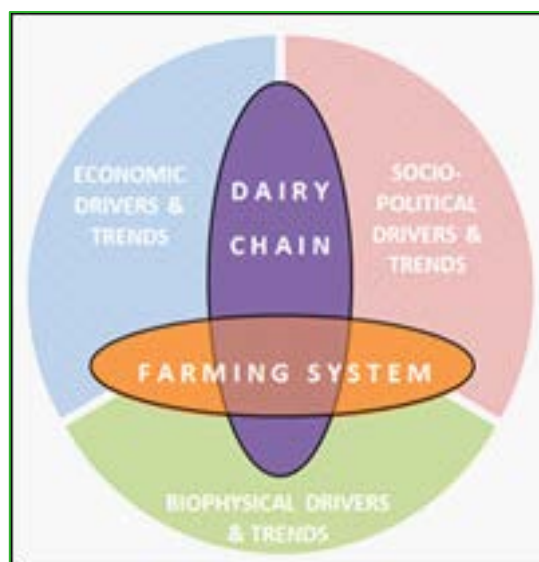 ECONOMIC
DRIVERS &
TRENDS
DAIRY
CHAIN
SOCIO-
POLITICAL
DRIVERS &
TRENDS
FARMING SYSTEM
BIOPHYSICAL DRIVERS
& TRENDS